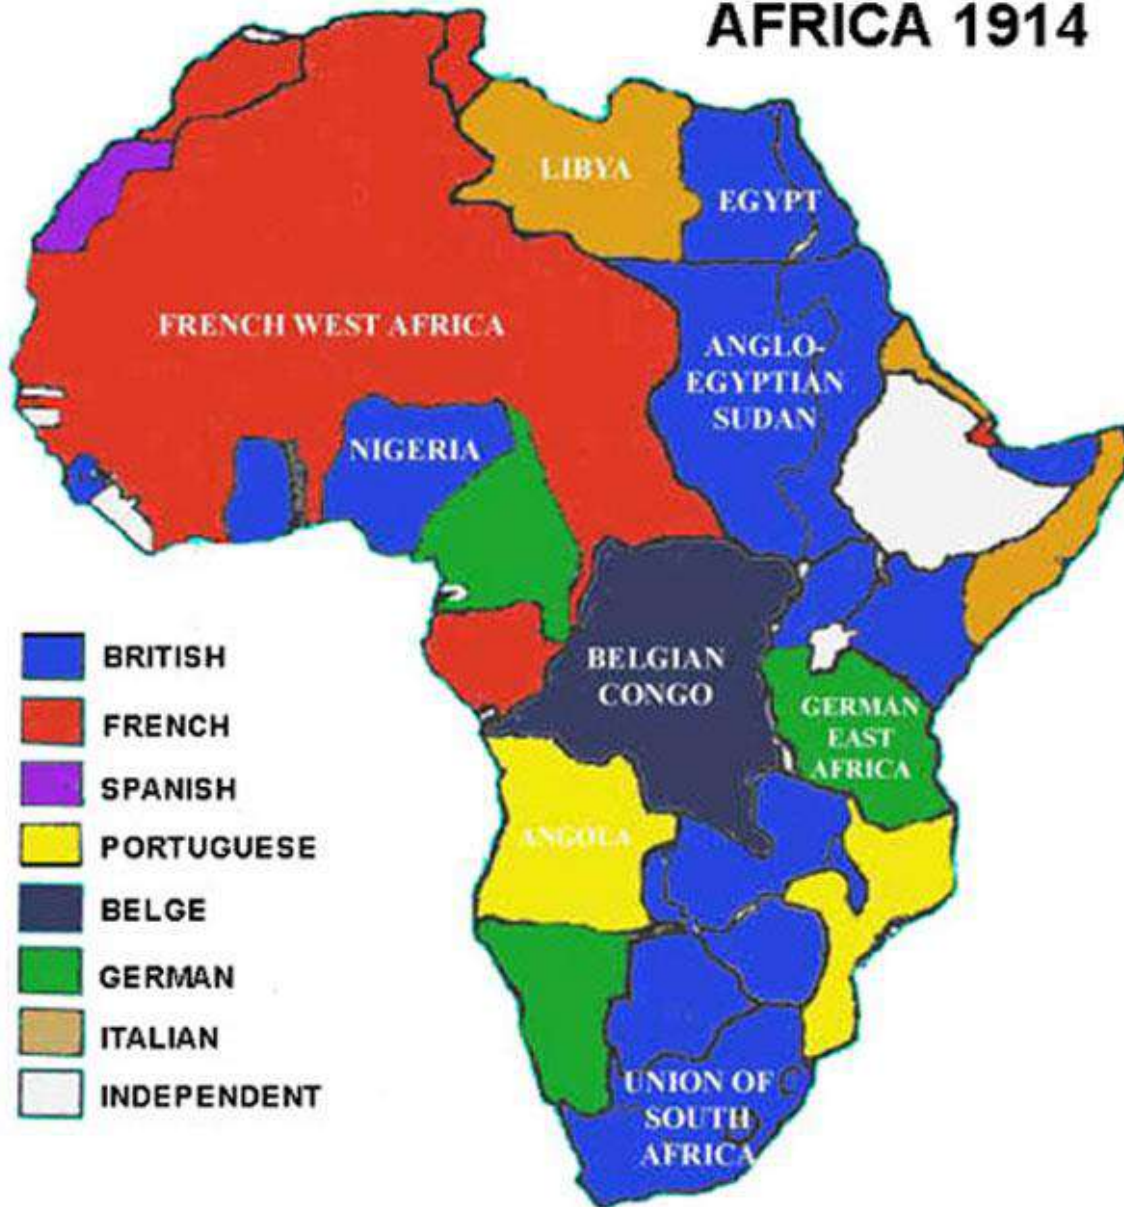 AFRICA 1914
LIBYA
EGYPT
FRENCH WEST AFRICA
ANGLO-
EGYPTIAN
SUDAN
NIGERIA
BELGIAN
CONGO
GERMAN
EAST
AFRICA
ANGOLA
UNION OF
SOUTH
AFRICA
BRITISH
FRENCH
SPANISH
PORTUGUESE
BELGE
GERMAN
ITALIAN
INDEPENDENT